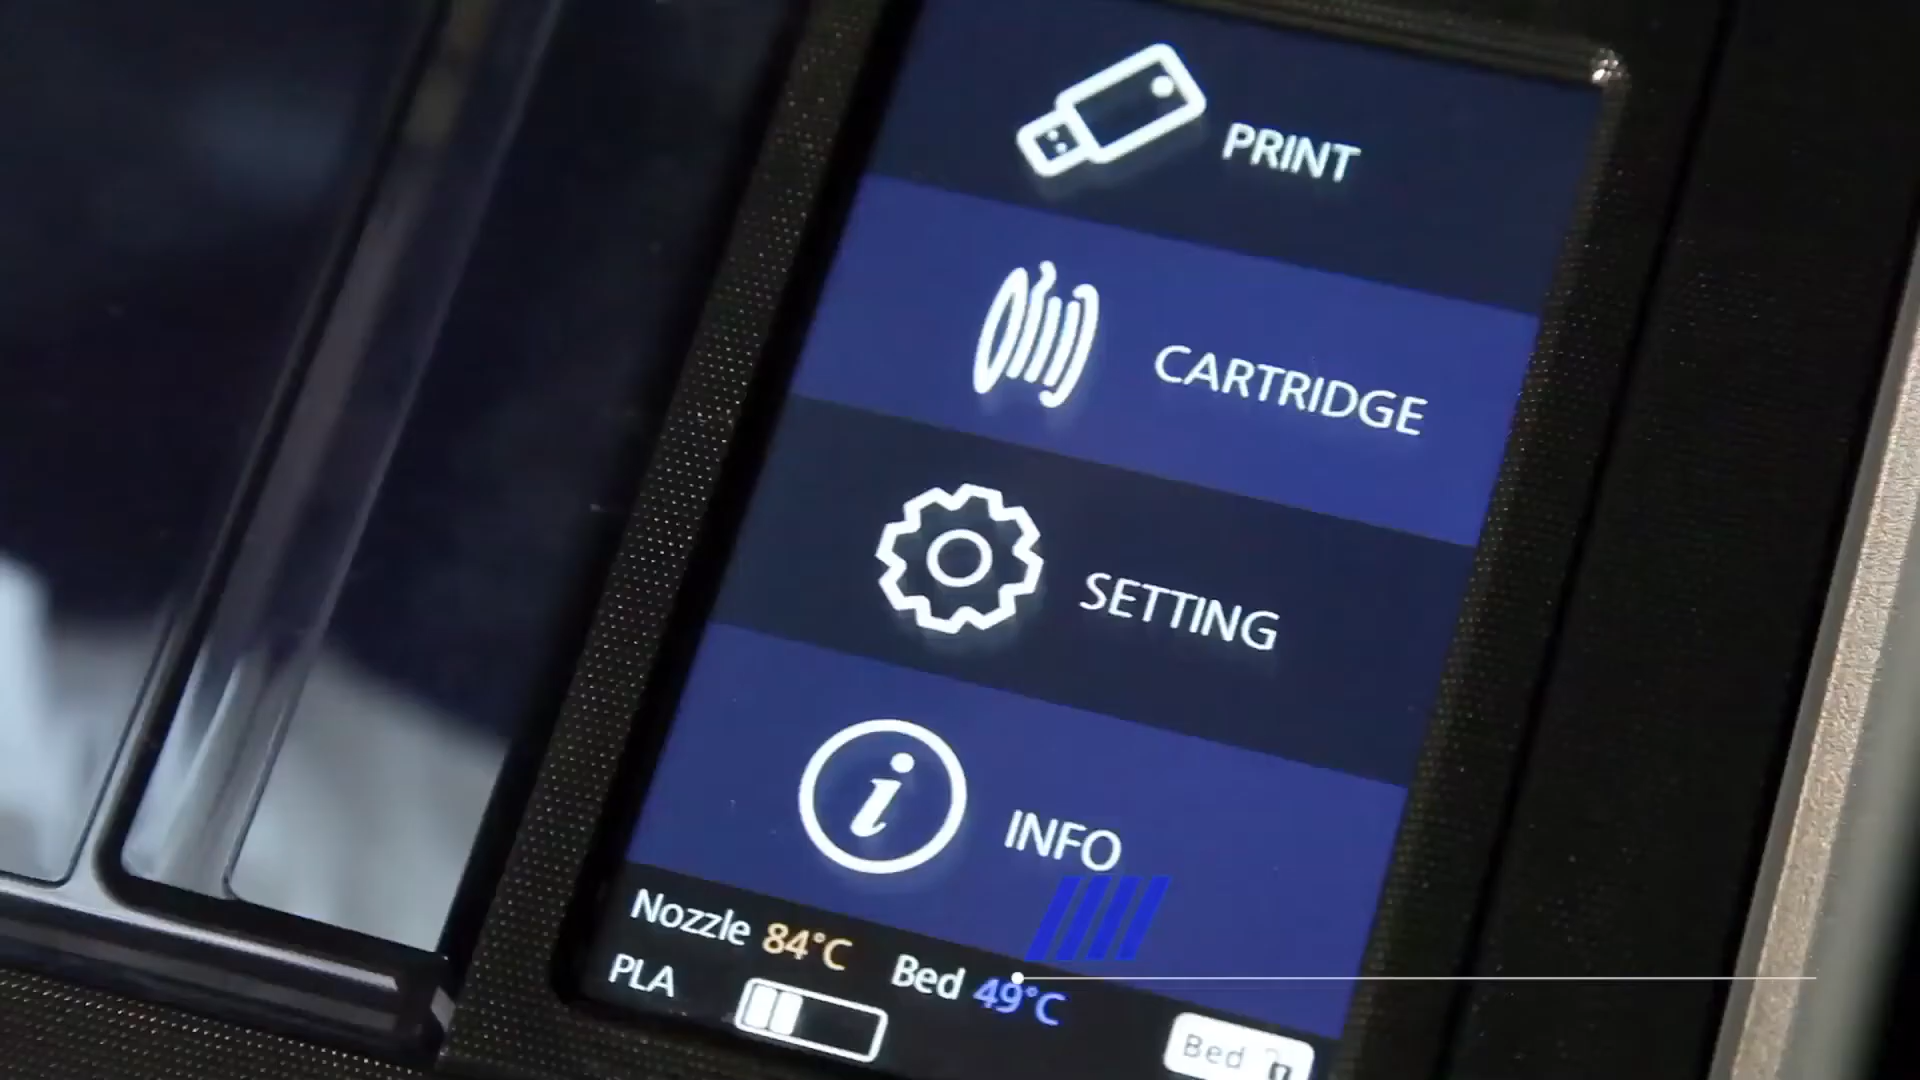 PRINT
CARTRIDGE
SETTING
INFO
Nozzle 84°C Bed 49°C
PLA
Bed